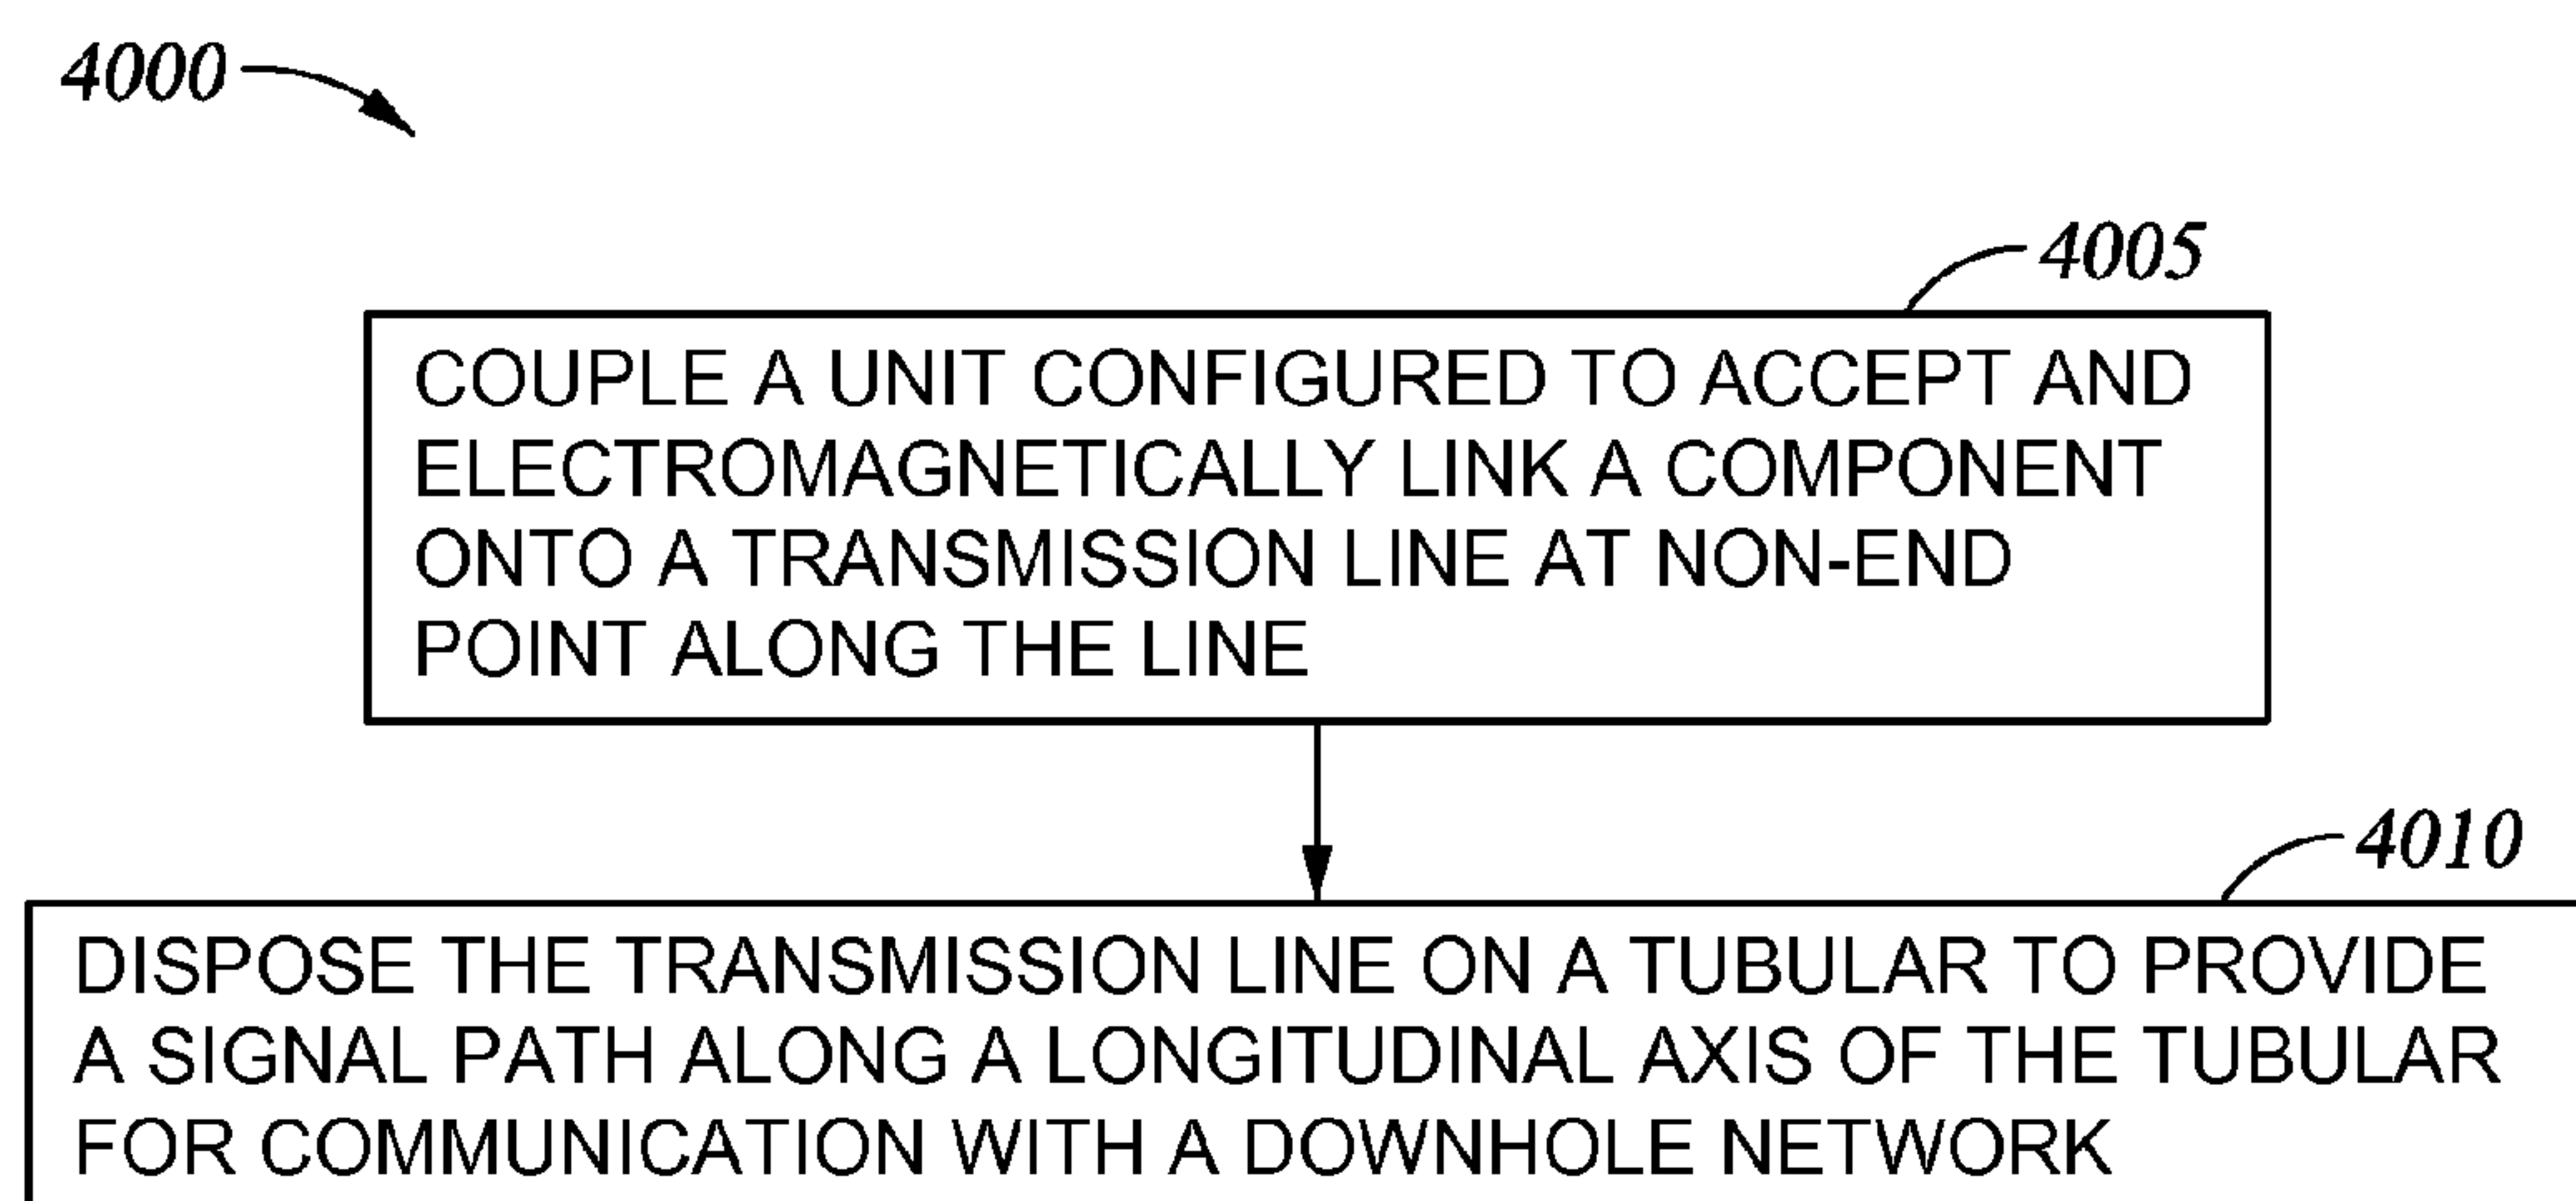 4000
4005
COUPLE A UNIT CONFIGURED TO ACCEPT AND
ELECTROMAGNETICALLY LINK A COMPONENT
ONTO A TRANSMISSION LINE AT NON-END
POINT ALONG THE LINE
4010
DISPOSE THE TRANSMISSION LINE ON A TUBULAR TO PROVIDE
A SIGNAL PATH ALONG A LONGITUDINAL AXIS OF THE TUBULAR
FOR COMMUNICATION WITH A DOWNHOLE NETWORK